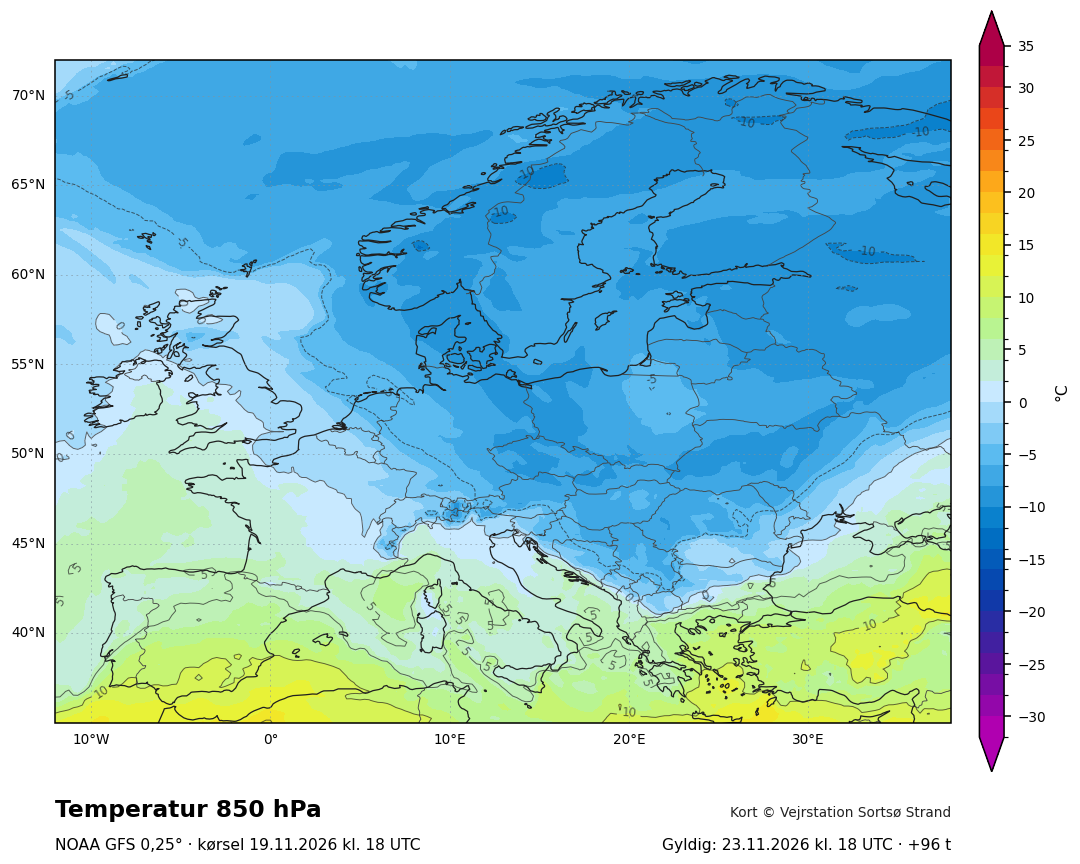 35
30
25
20
15
10
5
0
−5
−10
−15
−20
−25
−30
°C
70°N
65°N
60°N
55°N
50°N
45°N
40°N
10°W
0°
10°E
20°E
30°E
Temperatur 850 hPa
Kort © Vejrstation Sortsø Strand
NOAA GFS 0,25° · kørsel 19.11.2026 kl. 18 UTC
Gyldig: 23.11.2026 kl. 18 UTC · +96 t